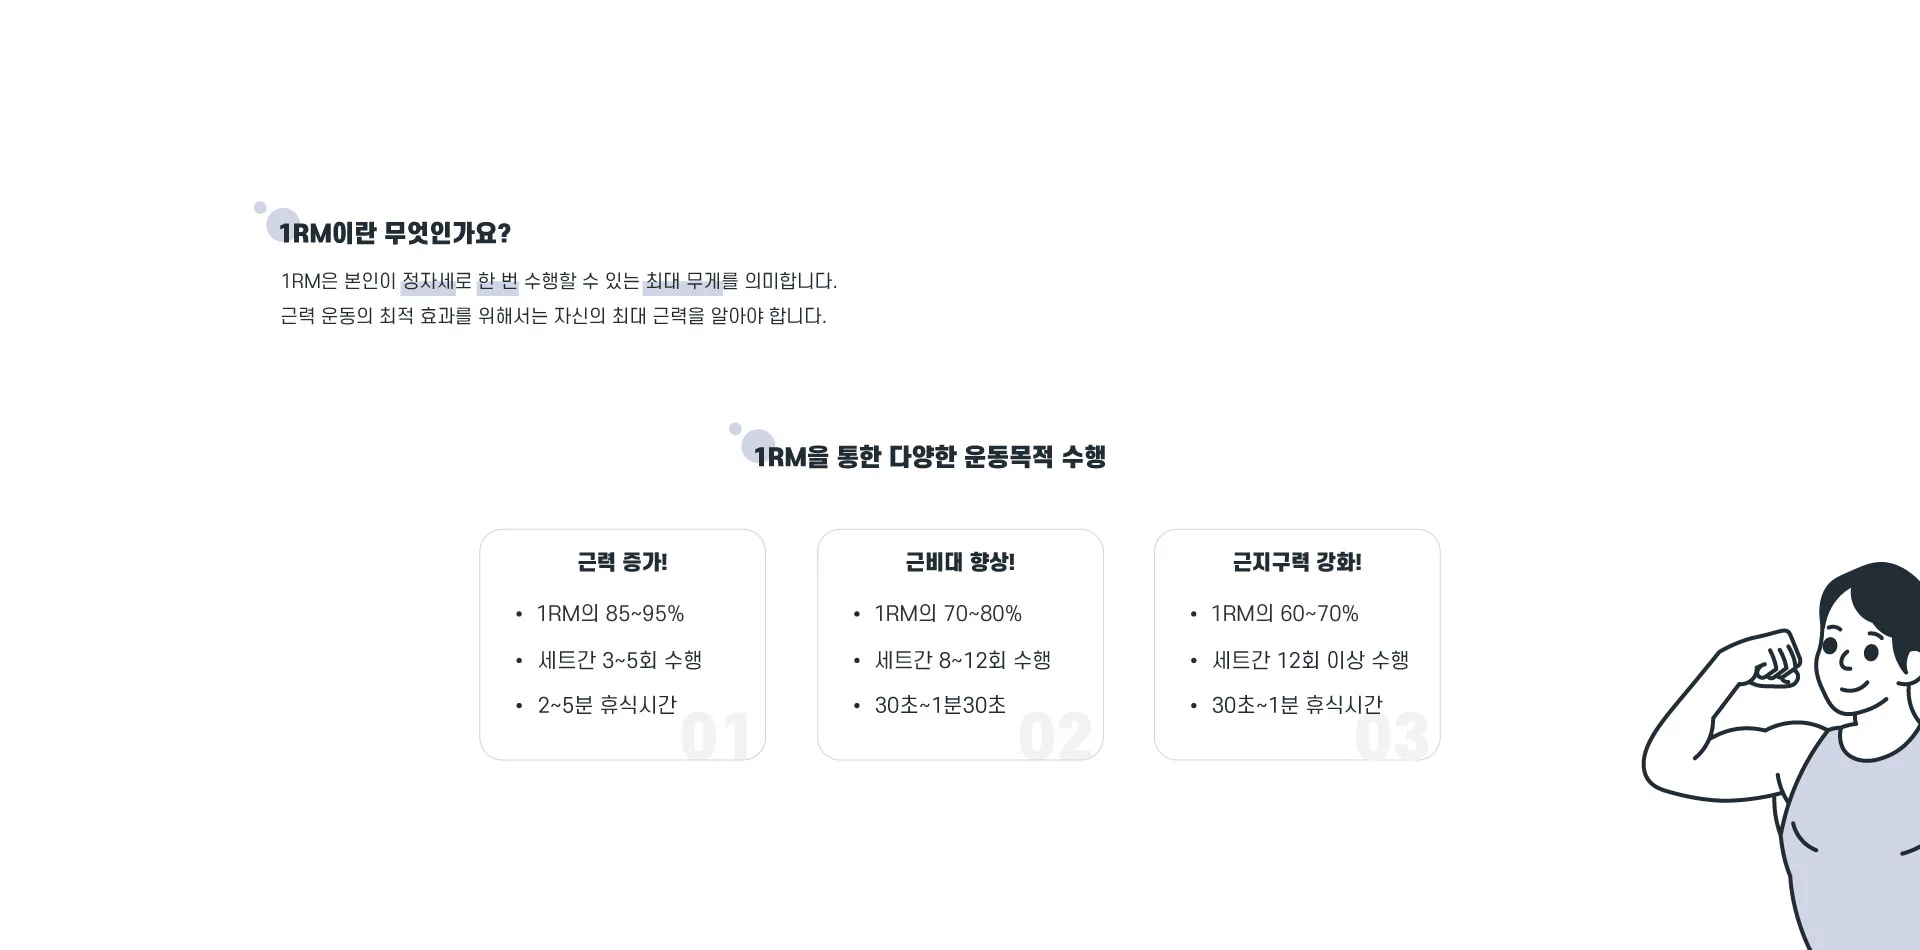 1RM이란 무엇인가요?
1RM은 본인이 정자세로 한 번 수행할 수 있는 최대 무게를 의미합니다.
근력 운동의 최적 효과를 위해서는 자신의 최대 근력을 알아야 합니다.
1RM을 통한 다양한 운동목적 수행
근력 증가!
• 1RM의 85~95%
• 세트간 3~5회 수행
• 2~5분 휴식시간
01
근비대 향상!
• 1RM의 70~80%
• 세트간 8~12회 수행
• 30초~1분30초
02
근지구력 강화!
• 1RM의 60~70%
• 세트간 12회 이상 수행
• 30초~1분 휴식시간
03